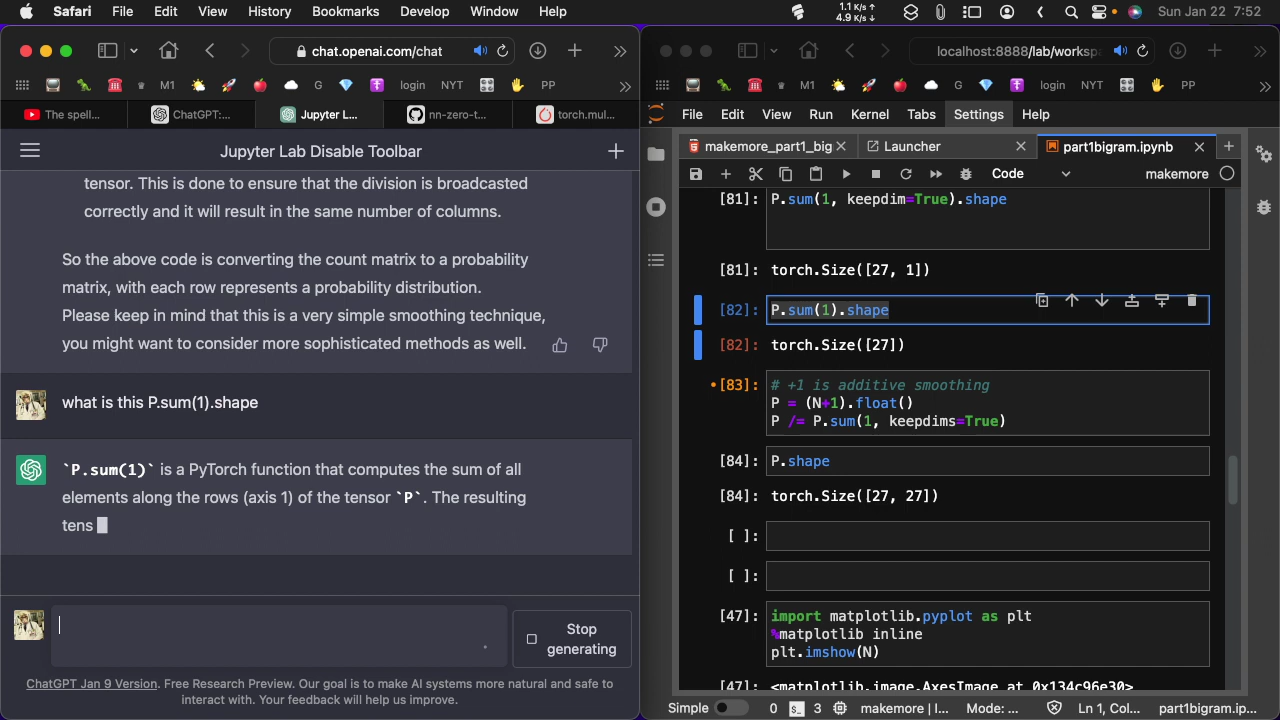 Safari File Edit View History Bookmarks Develop Window Help 1.1 K/s↑ 4.9 K/s↓ Sun Jan 22 7:52
chat.openai.com/chat
M1 G login NYT PP
The spell... ChatGPT:... Jupyter L... nn-zero-t... torch.mul...
Jupyter Lab Disable Toolbar
tensor. This is done to ensure that the division is broadcasted
correctly and it will result in the same number of columns.
So the above code is converting the count matrix to a probability
matrix, with each row represents a probability distribution.
Please keep in mind that this is a very simple smoothing technique,
you might want to consider more sophisticated methods as well.
what is this P.sum(1).shape
`P.sum(1)` is a PyTorch function that computes the sum of all
elements along the rows (axis 1) of the tensor `P`. The resulting
tens
Stop
generating
ChatGPT Jan 9 Version. Free Research Preview. Our goal is to make AI systems more natural and safe to
interact with. Your feedback will help us improve.
localhost:8888/lab/worksp
M1 G login NYT PP
File Edit View Run Kernel Tabs Settings Help
makemore_part1_big Launcher part1bigram.ipynb
Code makemore
[81]: P.sum(1, keepdim=True).shape
[81]: torch.Size([27, 1])
[82]: P.sum(1).shape
[82]: torch.Size([27])
[83]: # +1 is additive smoothing
P = (N+1).float()
P /= P.sum(1, keepdims=True)
[84]: P.shape
[84]: torch.Size([27, 27])
[ ]:
[ ]:
[47]: import matplotlib.pyplot as plt
%matplotlib inline
plt.imshow(N)
[47]: <matplotlib.image.AxesImage at 0x134c96e30>
Simple 0 $_ 3 makemore | I... Mode: ... Ln 1, Col... part1bigram.ip...